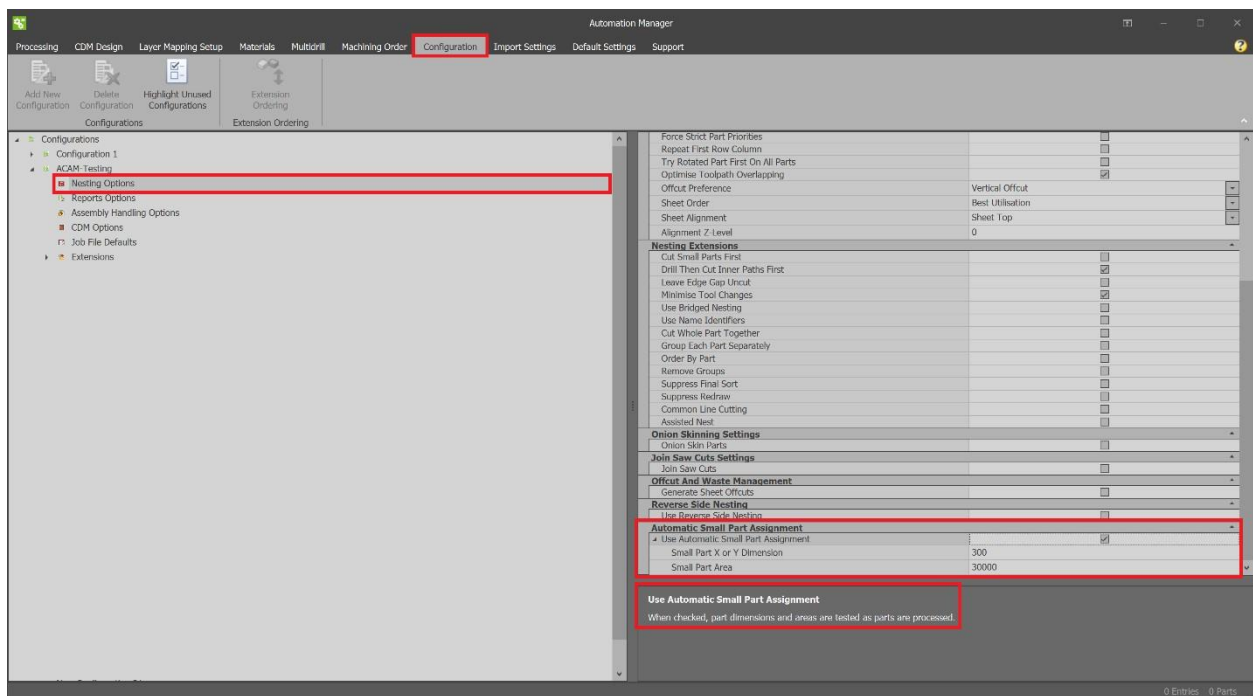 Automation Manager
Processing CDM Design Layer Mapping Setup Materials Multidrill Machining Order Configuration Import Settings Default Settings Support
Add New Configuration
Delete Configuration
Highlight Unused Configurations
Extension Ordering
Configurations
Extension Ordering
Configurations
Configuration 1
ACAM-Testing
Nesting Options
Reports Options
Assembly Handling Options
CDM Options
Job File Defaults
Extensions
Force Strict Part Priorities
Repeat First Row Column
Try Rotated Part First On All Parts
Optimise Toolpath Overlapping
Offcut Preference Vertical Offcut
Sheet Order Best Utilisation
Sheet Alignment Sheet Top
Alignment Z-Level 0
Nesting Extensions
Cut Small Parts First
Drill Then Cut Inner Paths First
Leave Edge Gap Uncut
Minimise Tool Changes
Use Bridged Nesting
Use Name Identifiers
Cut Whole Part Together
Group Each Part Separately
Order By Part
Remove Groups
Suppress Final Sort
Suppress Redraw
Common Line Cutting
Assisted Nest
Onion Skinning Settings
Onion Skin Parts
Join Saw Cuts Settings
Join Saw Cuts
Offcut And Waste Management
Generate Sheet Offcuts
Reverse Side Nesting
Use Reverse Side Nesting
Automatic Small Part Assignment
Use Automatic Small Part Assignment
Small Part X or Y Dimension 300
Small Part Area 30000
Use Automatic Small Part Assignment
When checked, part dimensions and areas are tested as parts are processed.
0 Entries 0 Parts